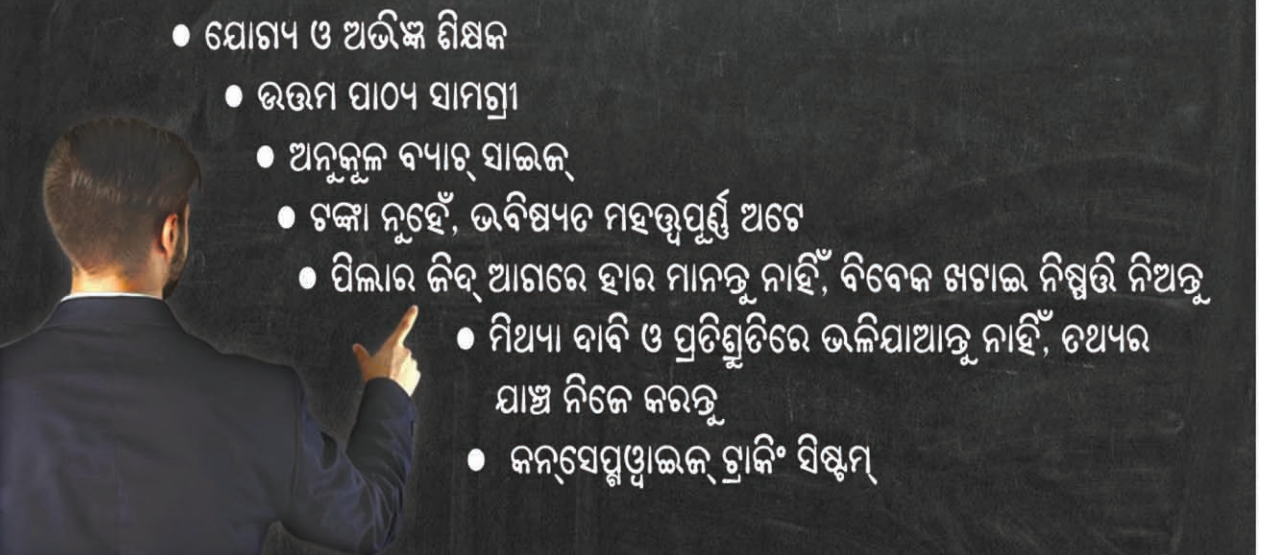 • ଯୋଗ୍ୟ ଓ ଅଭିଜ୍ଞ ଶିକ୍ଷକ
• ଉତ୍ତମ ପାଠ୍ୟ ସାମଗ୍ରୀ
• ଅନୁକୂଳ ବ୍ୟାଚ୍ ସାଇଜ୍
• ଟଙ୍କା ନୁହେଁ, ଭବିଷ୍ୟତ ମହତ୍ତ୍ୱପୂର୍ଣ୍ଣ ଅଟେ
• ପିଲାର ଜିଦ୍ ଆଗରେ ହାର ମାନନ୍ତୁ ନାହିଁ, ବିବେକ ଖଟାଇ ନିଷ୍ପତ୍ତି ନିଅନ୍ତୁ
• ମିଥ୍ୟା ଦାବି ଓ ପ୍ରତିଶ୍ରୁତିରେ ଭଳିଯାଆନ୍ତୁ ନାହିଁ, ତଥ୍ୟର
ଯାଞ୍ଚ ନିଜେ କରନ୍ତୁ
• କନ୍‌ସେପ୍ଟୱାଇଜ୍ ଟ୍ରାକିଂ ସିଷ୍ଟମ୍